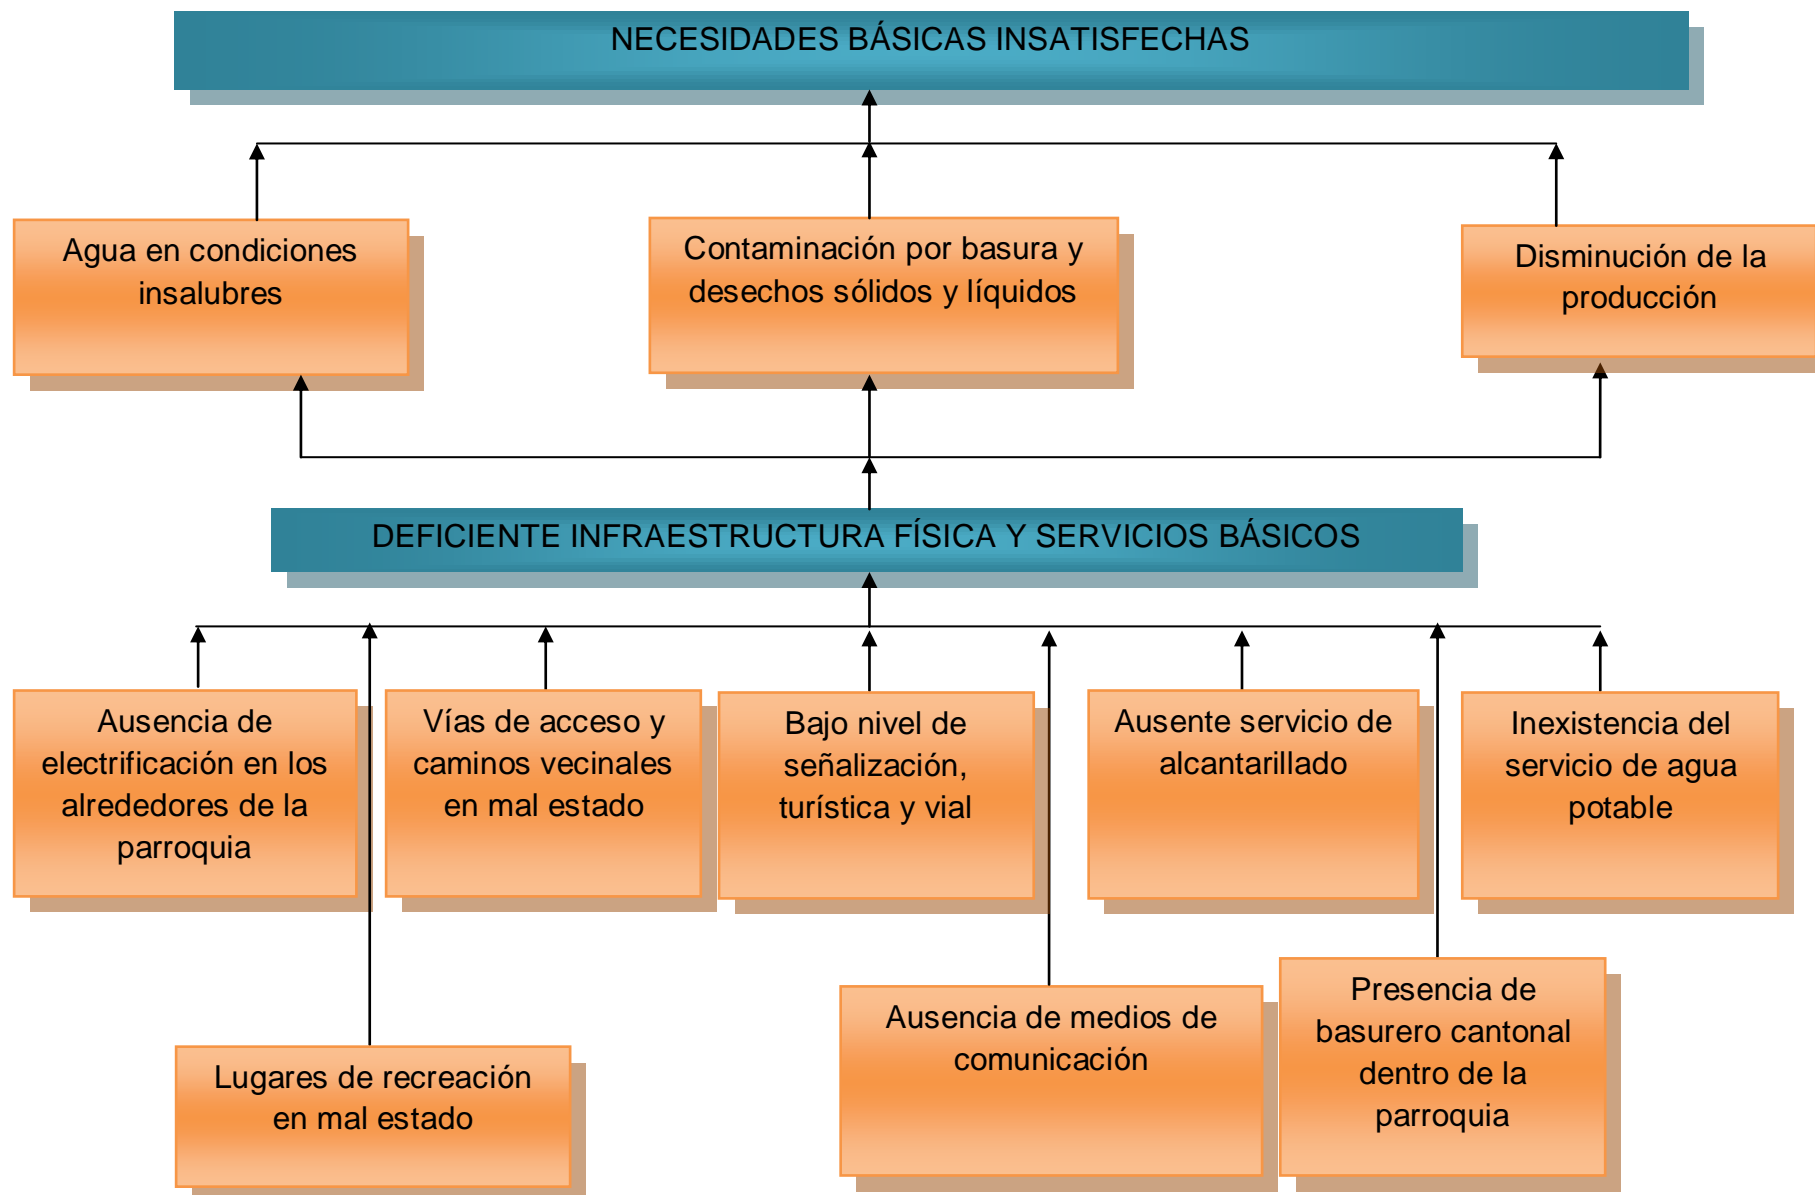 NECESIDADES BÁSICAS INSATISFECHAS
Agua en condiciones
insalubres
Contaminación por basura y
desechos sólidos y líquidos
Disminución de la
producción
DEFICIENTE INFRAESTRUCTURA FÍSICA Y SERVICIOS BÁSICOS
Ausencia de
electrificación en los
alrededores de la
parroquia
Vías de acceso y
caminos vecinales
en mal estado
Bajo nivel de
señalización,
turística y vial
Ausente servicio de
alcantarillado
Inexistencia del
servicio de agua
potable
Lugares de recreación
en mal estado
Ausencia de medios de
comunicación
Presencia de
basurero cantonal
dentro de la
parroquia